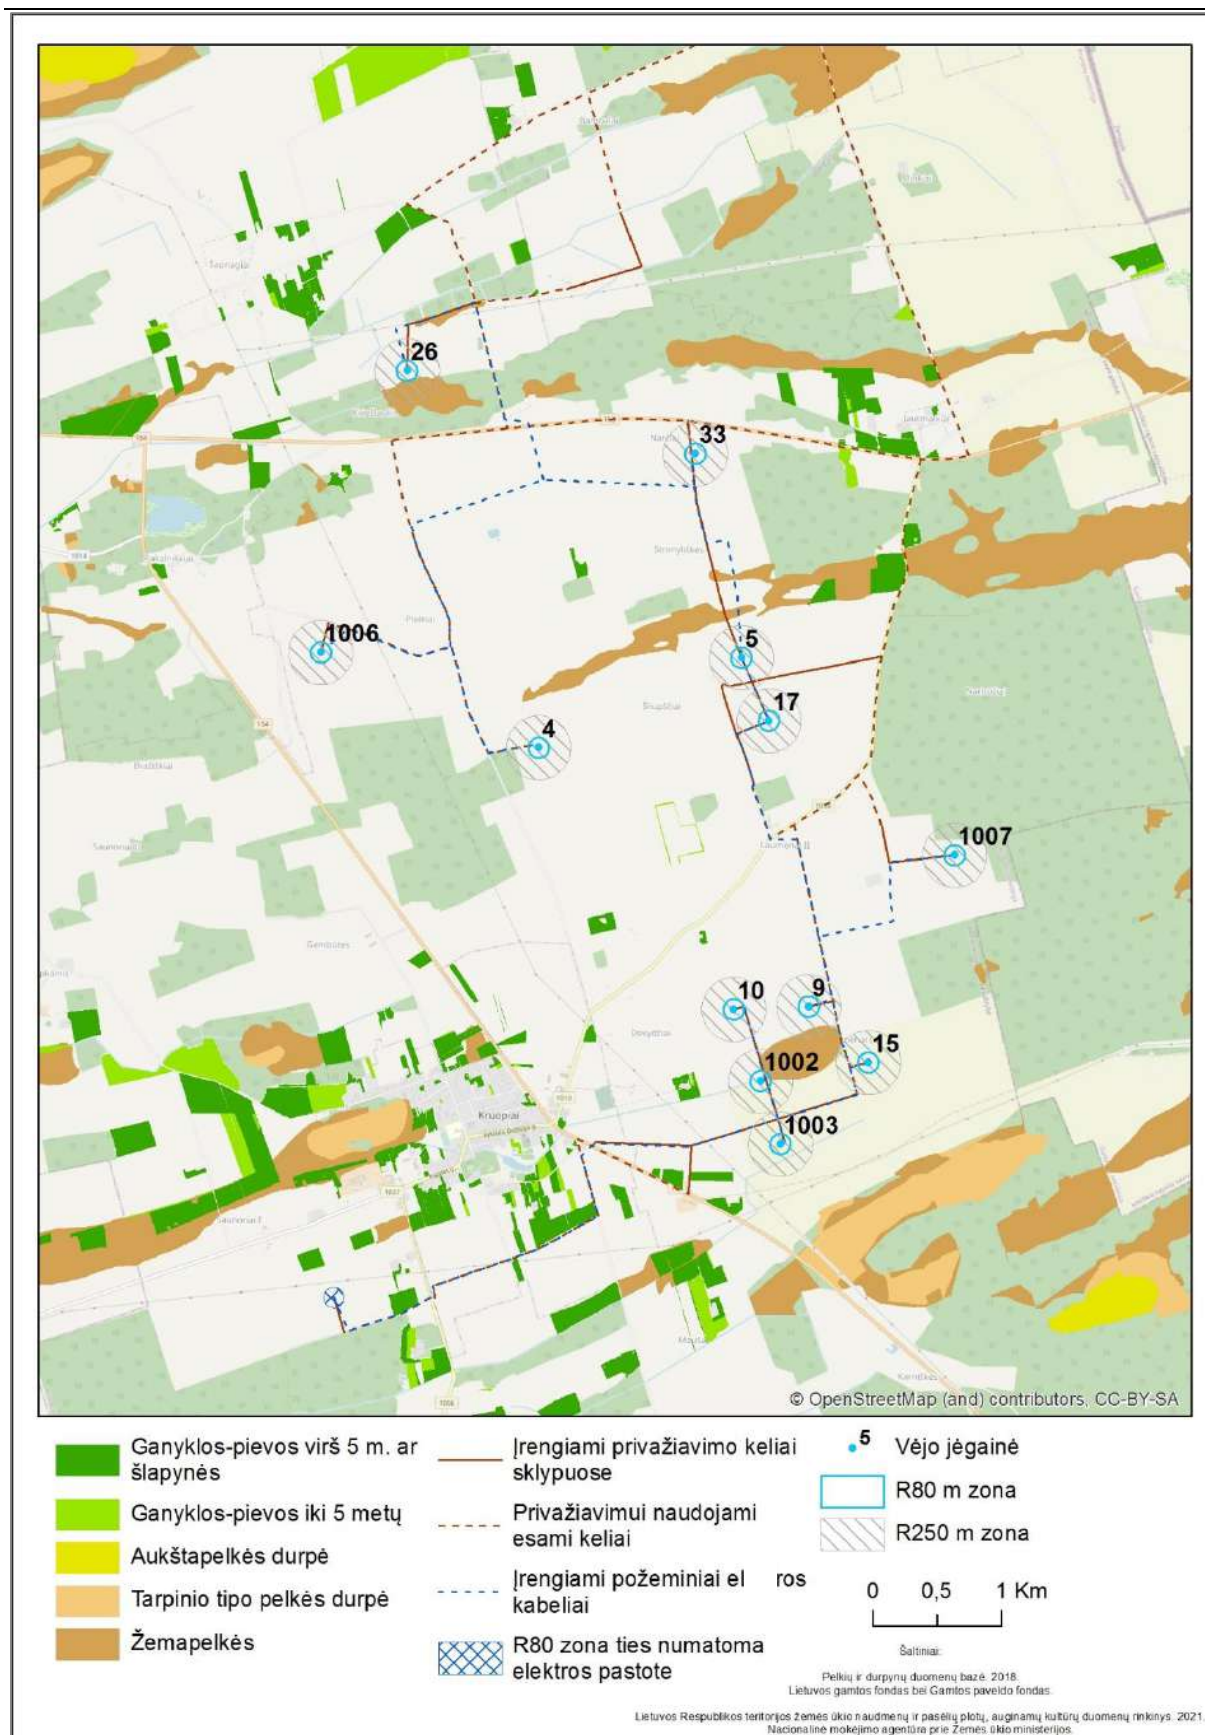 26
33
1006
5
17
4
1007
10
9
15
1002
1003
Kruopiai
© OpenStreetMap (and) contributors, CC-BY-SA
Ganyklos-pievos virš 5 m. ar
šlapynės
Ganyklos-pievos iki 5 metų
Aukštapelkės durpė
Tarpinio tipo pelkės durpė
Žemapelkės
Įrengiami privažiavimo keliai
sklypuose
Privažiavimui naudojami
esami keliai
Įrengiami požeminiai el ros
kabeliai
R80 zona ties numatoma
elektros pastote
5 Vėjo jėgainė
R80 m zona
R250 m zona
0 0,5 1 Km
Šaltiniai:
Pelkių ir durpynų duomenų bazė. 2018.
Lietuvos gamtos fondas bei Gamtos paveldo fondas.
Lietuvos Respublikos teritorijos žemės ūkio naudmenų ir pasėlių plotų, auginamų kultūrų duomenų rinkinys. 2021.
Nacionalinė mokėjimo agentūra prie Žemės ūkio ministerijos.